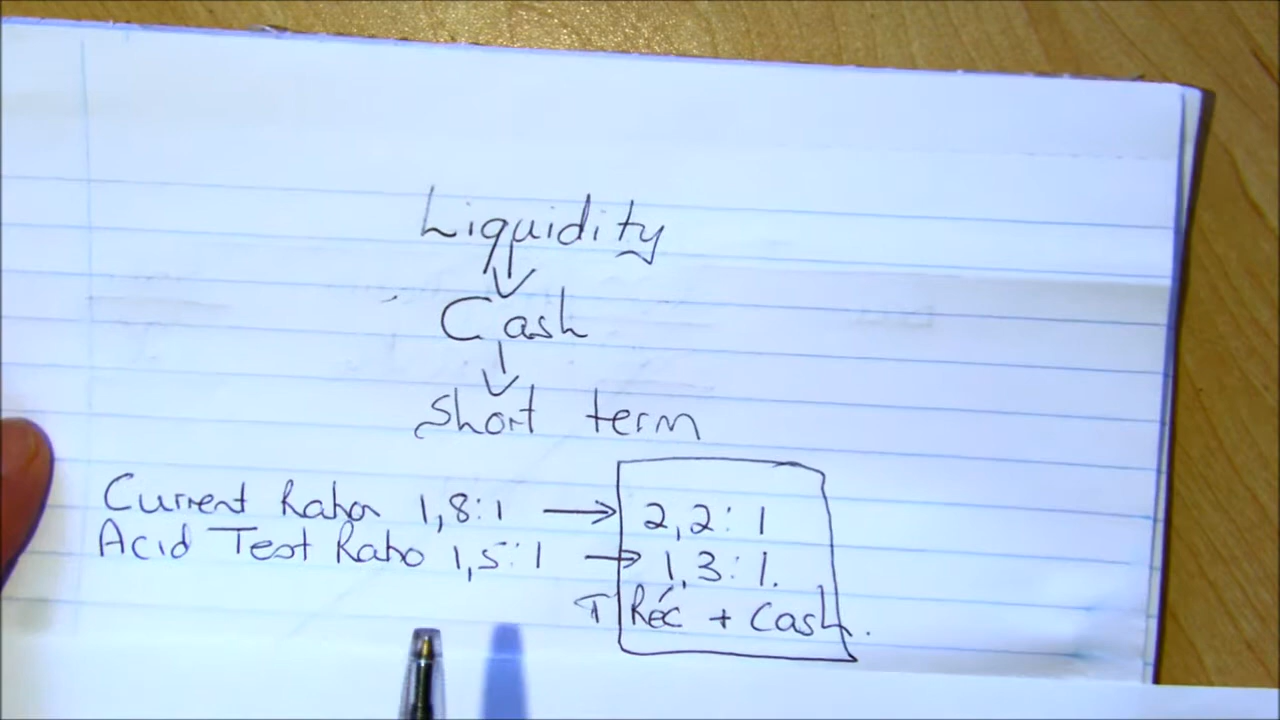 Liquidity
Cash
Short term
Current Ratio 1,8:1 → 2,2:1
Acid Test Ratio 1,5:1 → 1,3:1.
T Rec + Cash.